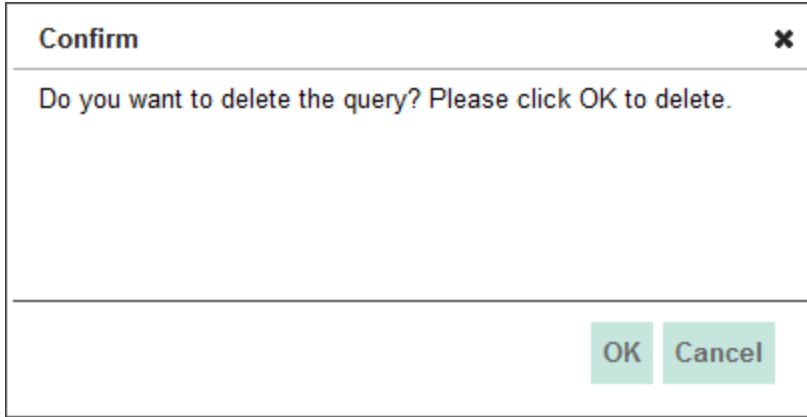 Confirm
Do you want to delete the query? Please click OK to delete.
OK Cancel